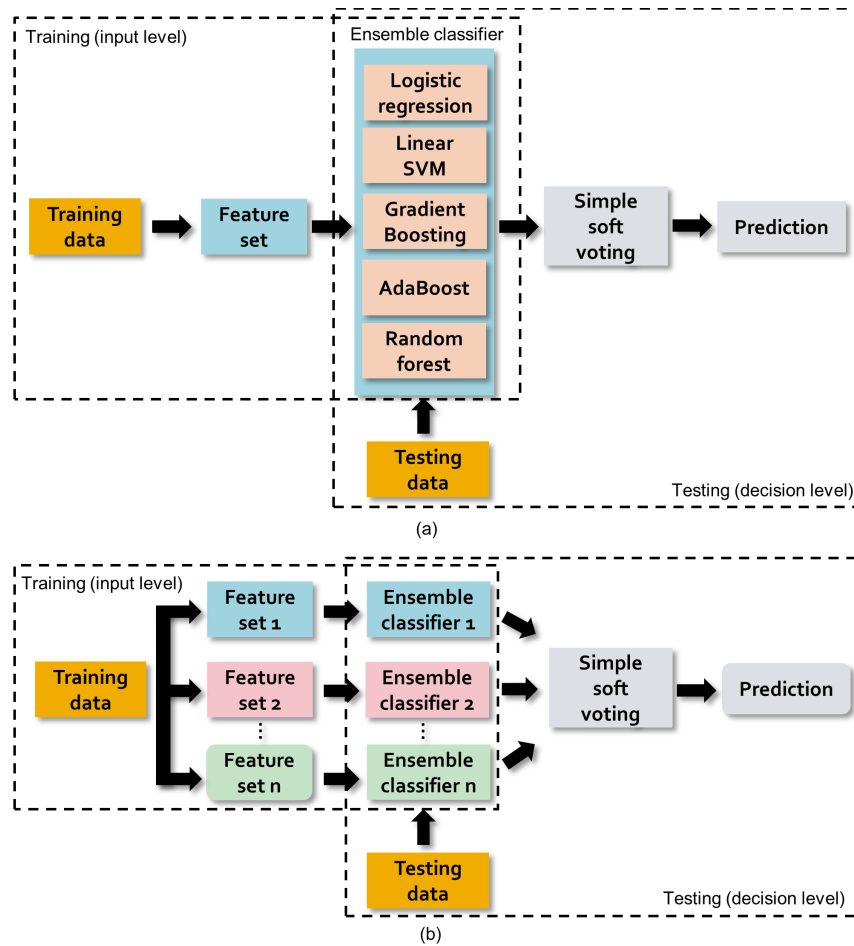 Training (input level)
Ensemble classifier
Logistic
regression
Linear
SVM
Gradient
Boosting
AdaBoost
Random
forest
Training
data
Feature
set
Simple
soft
voting
Prediction
Testing
data
Testing (decision level)
(a)
Training (input level)
Feature
set 1
Ensemble
classifier 1
Training
data
Feature
set 2
Ensemble
classifier 2
Simple
soft
voting
Prediction
Feature
set n
Ensemble
classifier n
Testing
data
Testing (decision level)
(b)